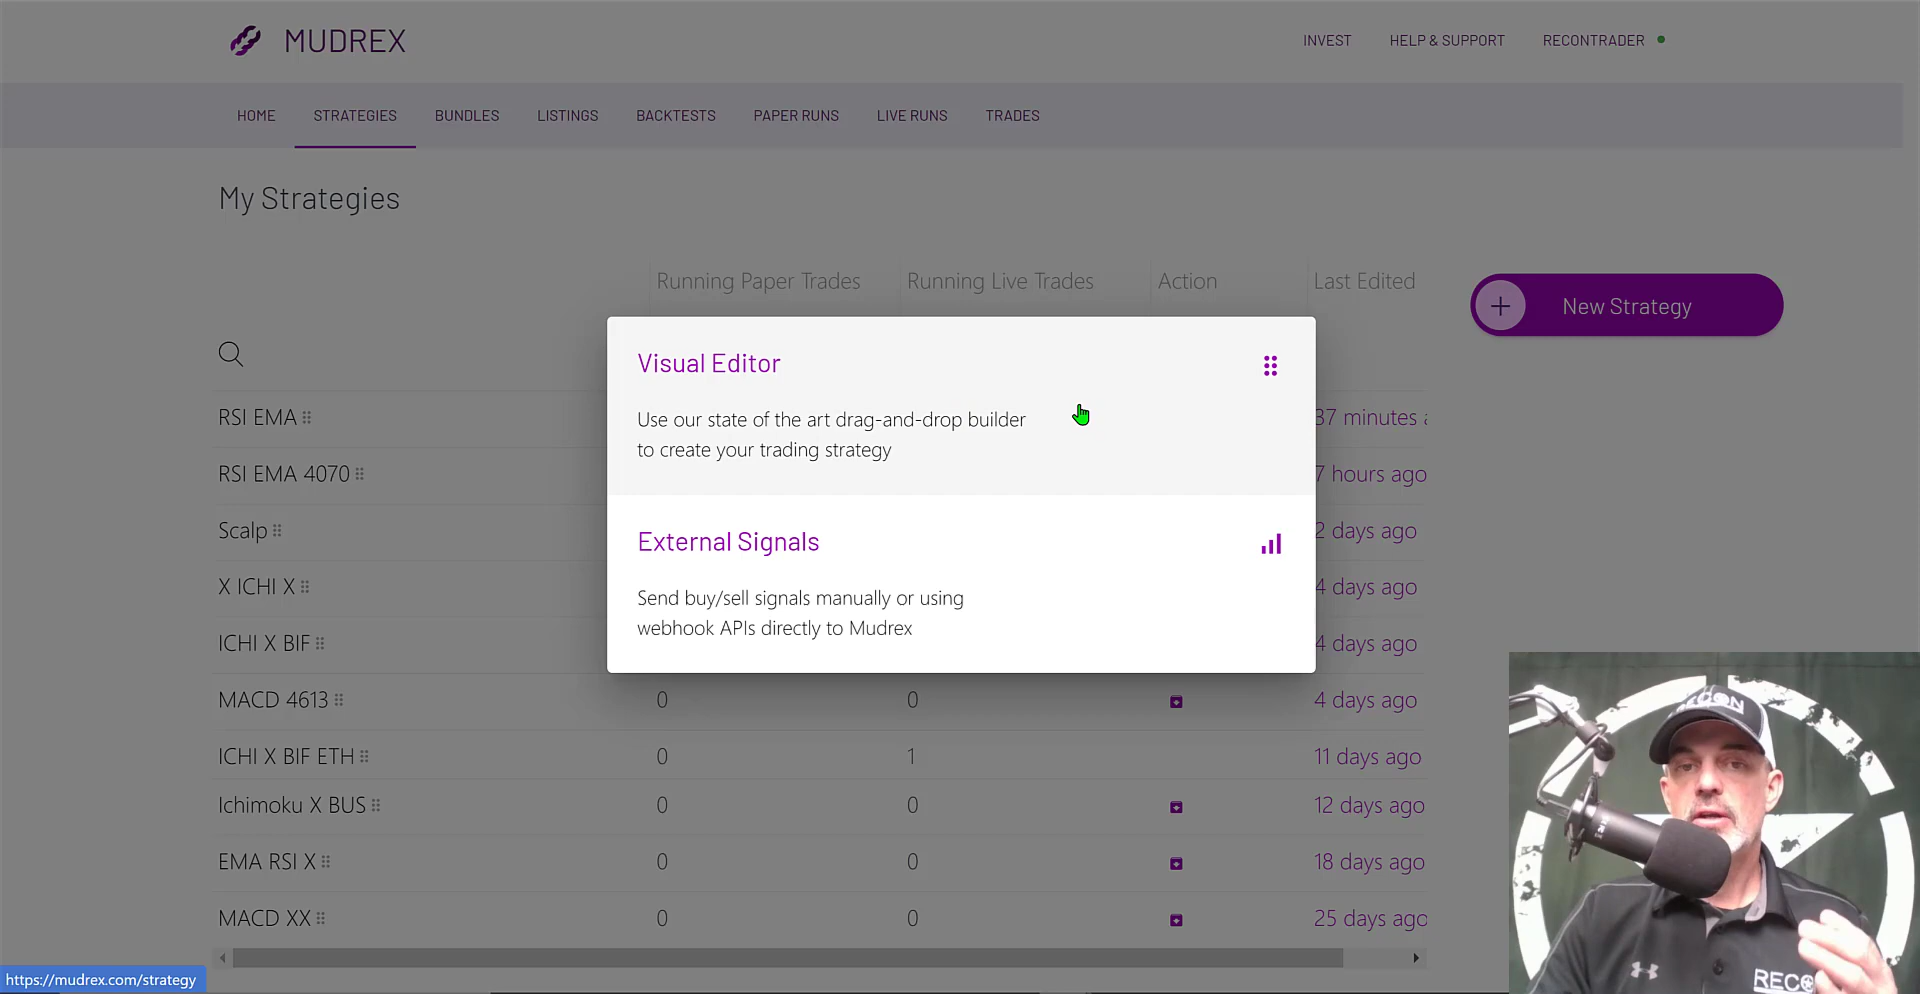 MUDREX
INVEST
HELP & SUPPORT
RECONTRADER
HOME
STRATEGIES
BUNDLES
LISTINGS
BACKTESTS
PAPER RUNS
LIVE RUNS
TRADES
My Strategies
Running Paper Trades
Running Live Trades
Action
Last Edited
New Strategy
Visual Editor
Use our state of the art drag-and-drop builder
to create your trading strategy
External Signals
Send buy/sell signals manually or using
webhook APIs directly to Mudrex
RSI EMA
37 minutes
RSI EMA 4070
7 hours ago
Scalp
2 days ago
X ICHI X
4 days ago
ICHI X BIF
4 days ago
MACD 4613
0
0
4 days ago
ICHI X BIF ETH
0
1
11 days ago
Ichimoku X BUS
0
0
12 days ago
EMA RSI X
0
0
18 days ago
MACD XX
0
0
25 days ago
https://mudrex.com/strategy